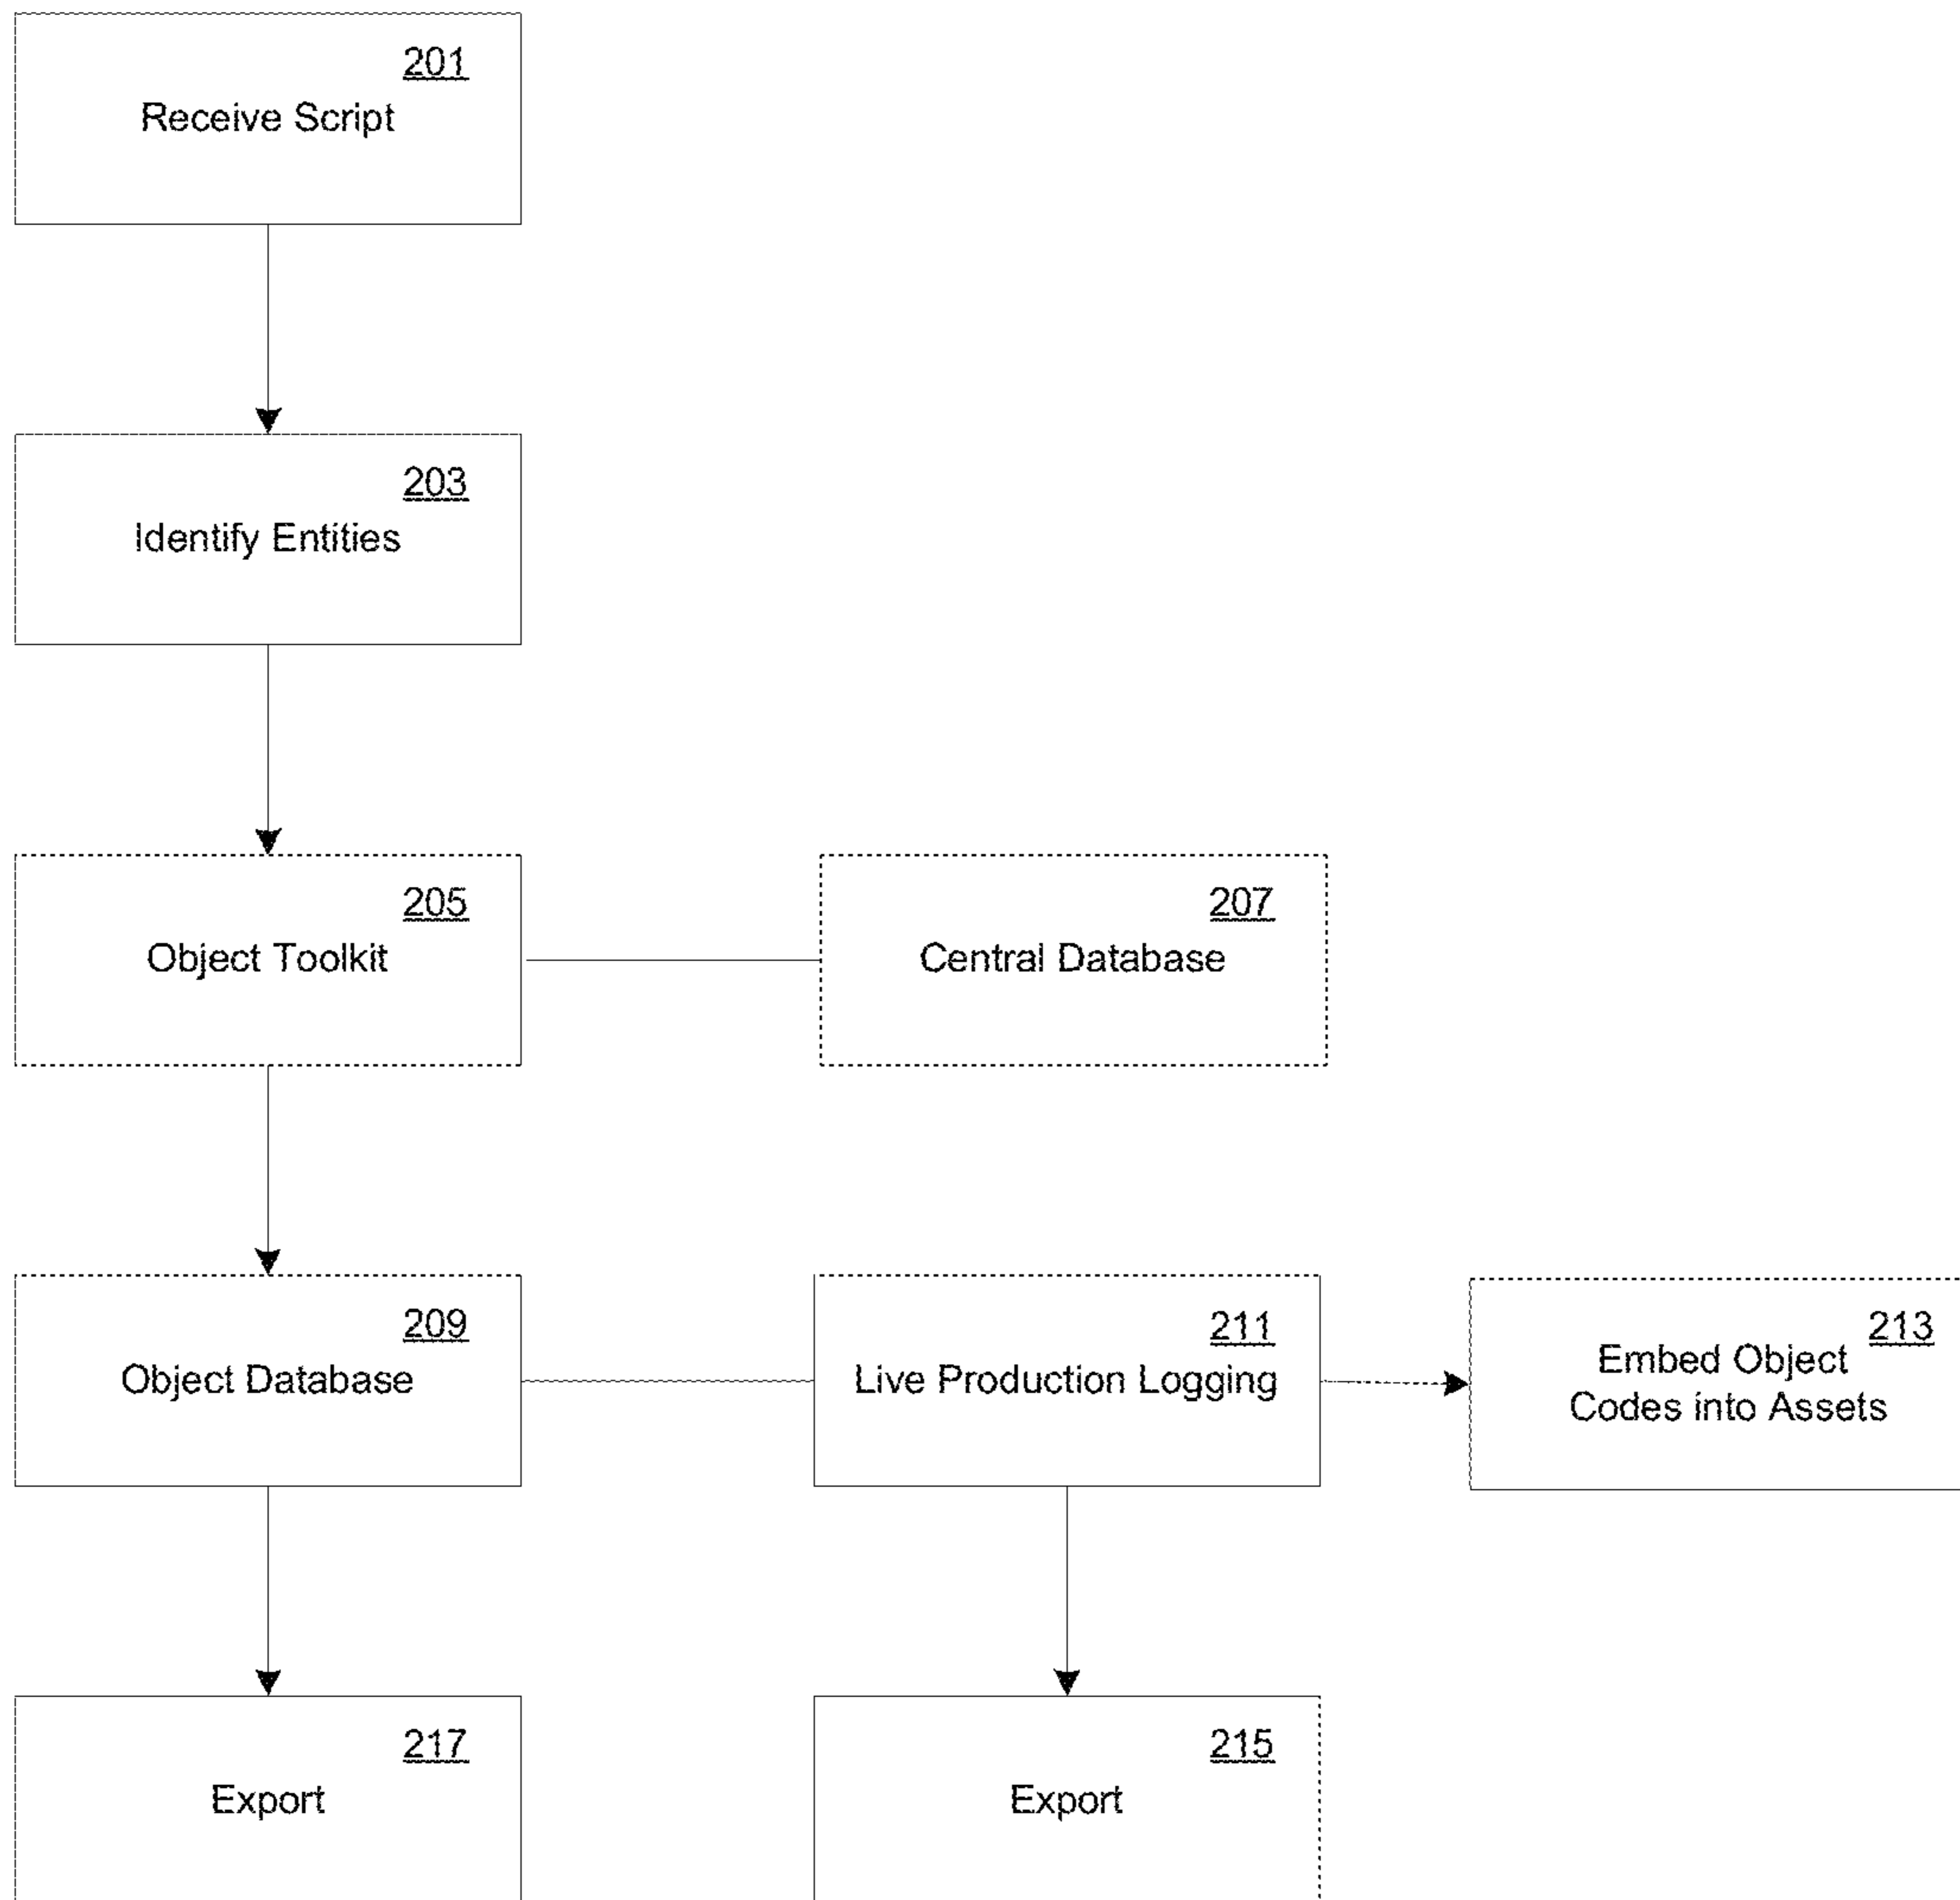 201
Receive Script
203
Identify Entities
205
Object Toolkit
207
Central Database
209
Object Database
211
Live Production Logging
213
Embed Object
Codes into Assets
217
Export
215
Export